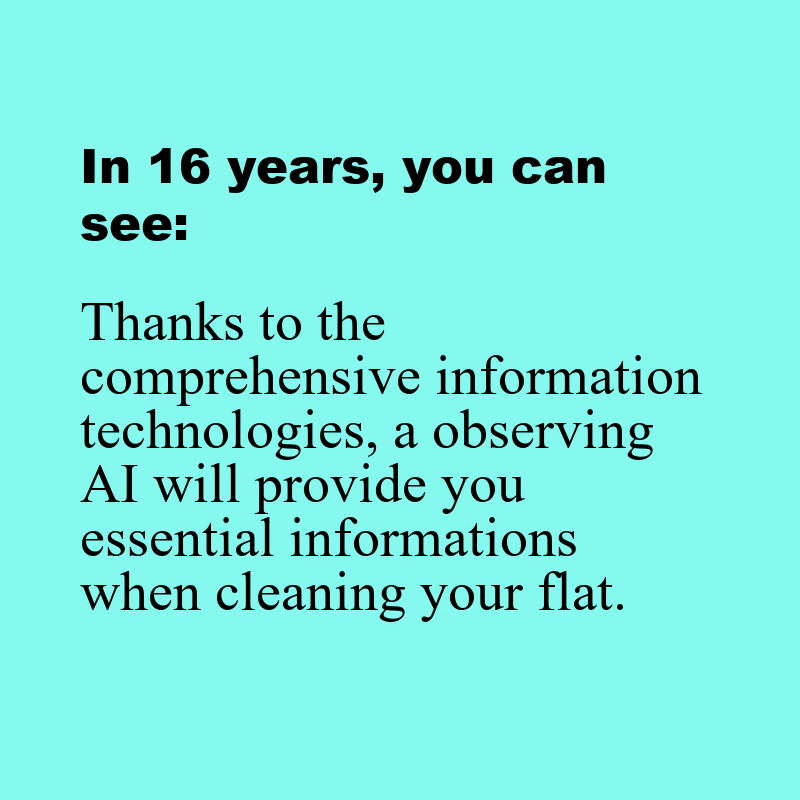 In 16 years, you can
see:
Thanks to the
comprehensive information
technologies, a observing
AI will provide you
essential informations
when cleaning your flat.